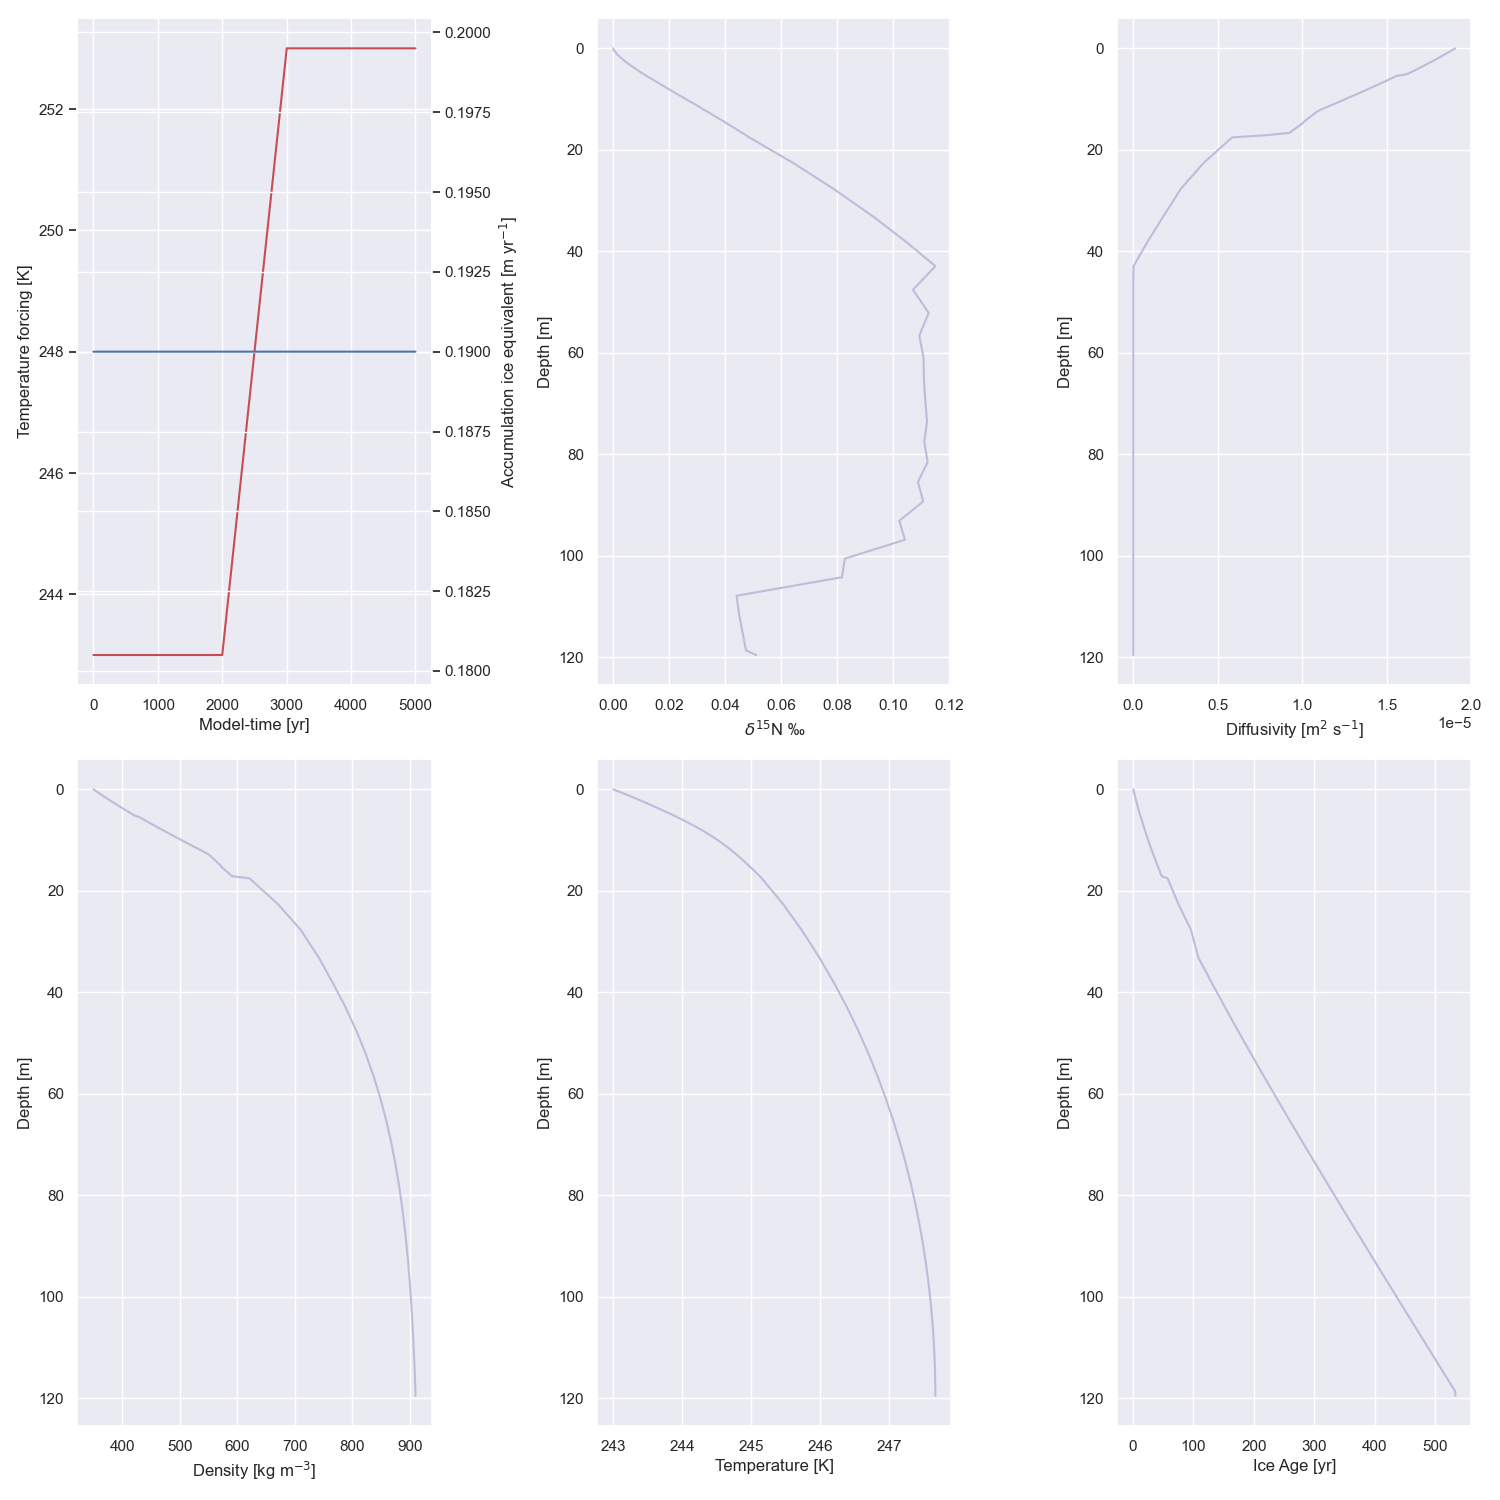 252
250
248
246
244
Temperature forcing [K]
0 1000 2000 3000 4000 5000
Model-time [yr]
0.2000
0.1975
0.1950
0.1925
0.1900
0.1875
0.1850
0.1825
0.1800
Accumulation ice equivalent [m yr⁻¹]
0
20
40
60
80
100
120
Depth [m]
0.00 0.02 0.04 0.06 0.08 0.10 0.12
δ¹⁵N ‰
0
20
40
60
80
100
120
Depth [m]
0.0 0.5 1.0 1.5 2.0
1e−5
Diffusivity [m² s⁻¹]
0
20
40
60
80
100
120
Depth [m]
400 500 600 700 800 900
Density [kg m⁻³]
0
20
40
60
80
100
120
Depth [m]
243 244 245 246 247
Temperature [K]
0
20
40
60
80
100
120
Depth [m]
0 100 200 300 400 500
Ice Age [yr]